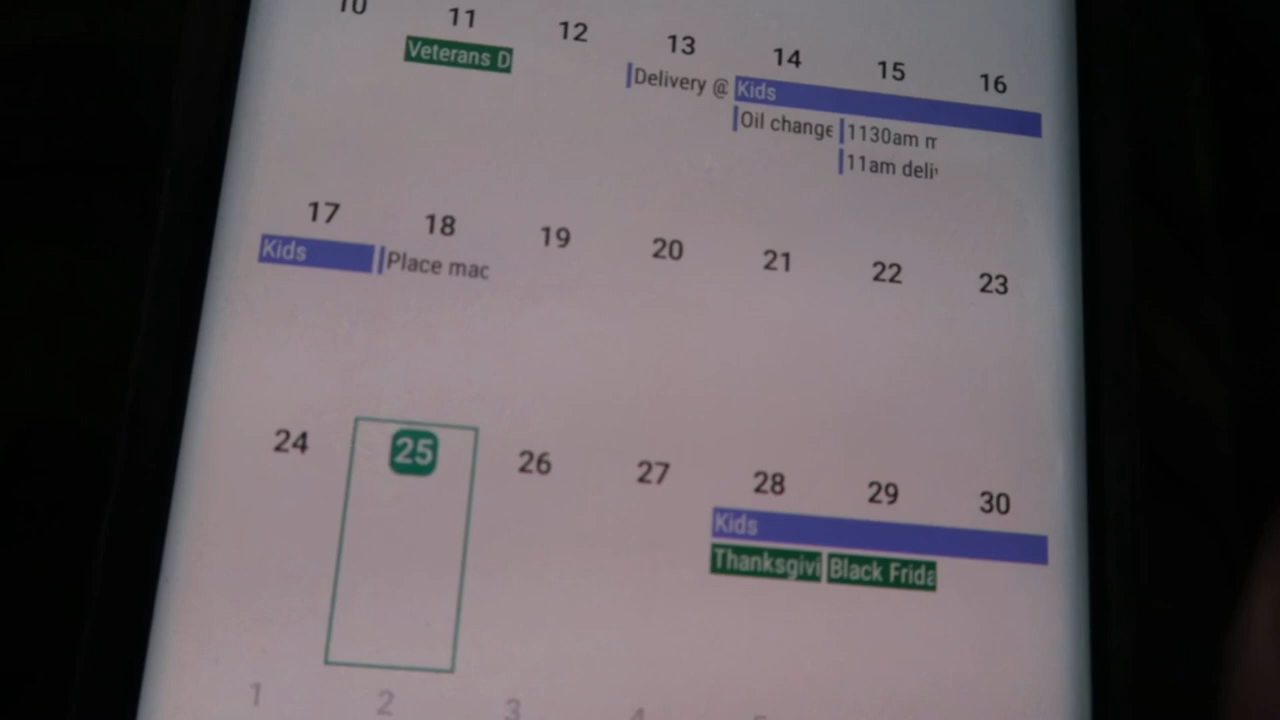 10 11 12 13 14 15 16
Veterans D
Delivery @
Kids
Oil change
1130am
11am deli
17 18 19 20 21 22 23
Kids
Place mac
24 25 26 27 28 29 30
Kids
Thanksgivi
Black Frida
1 2 3 4 5